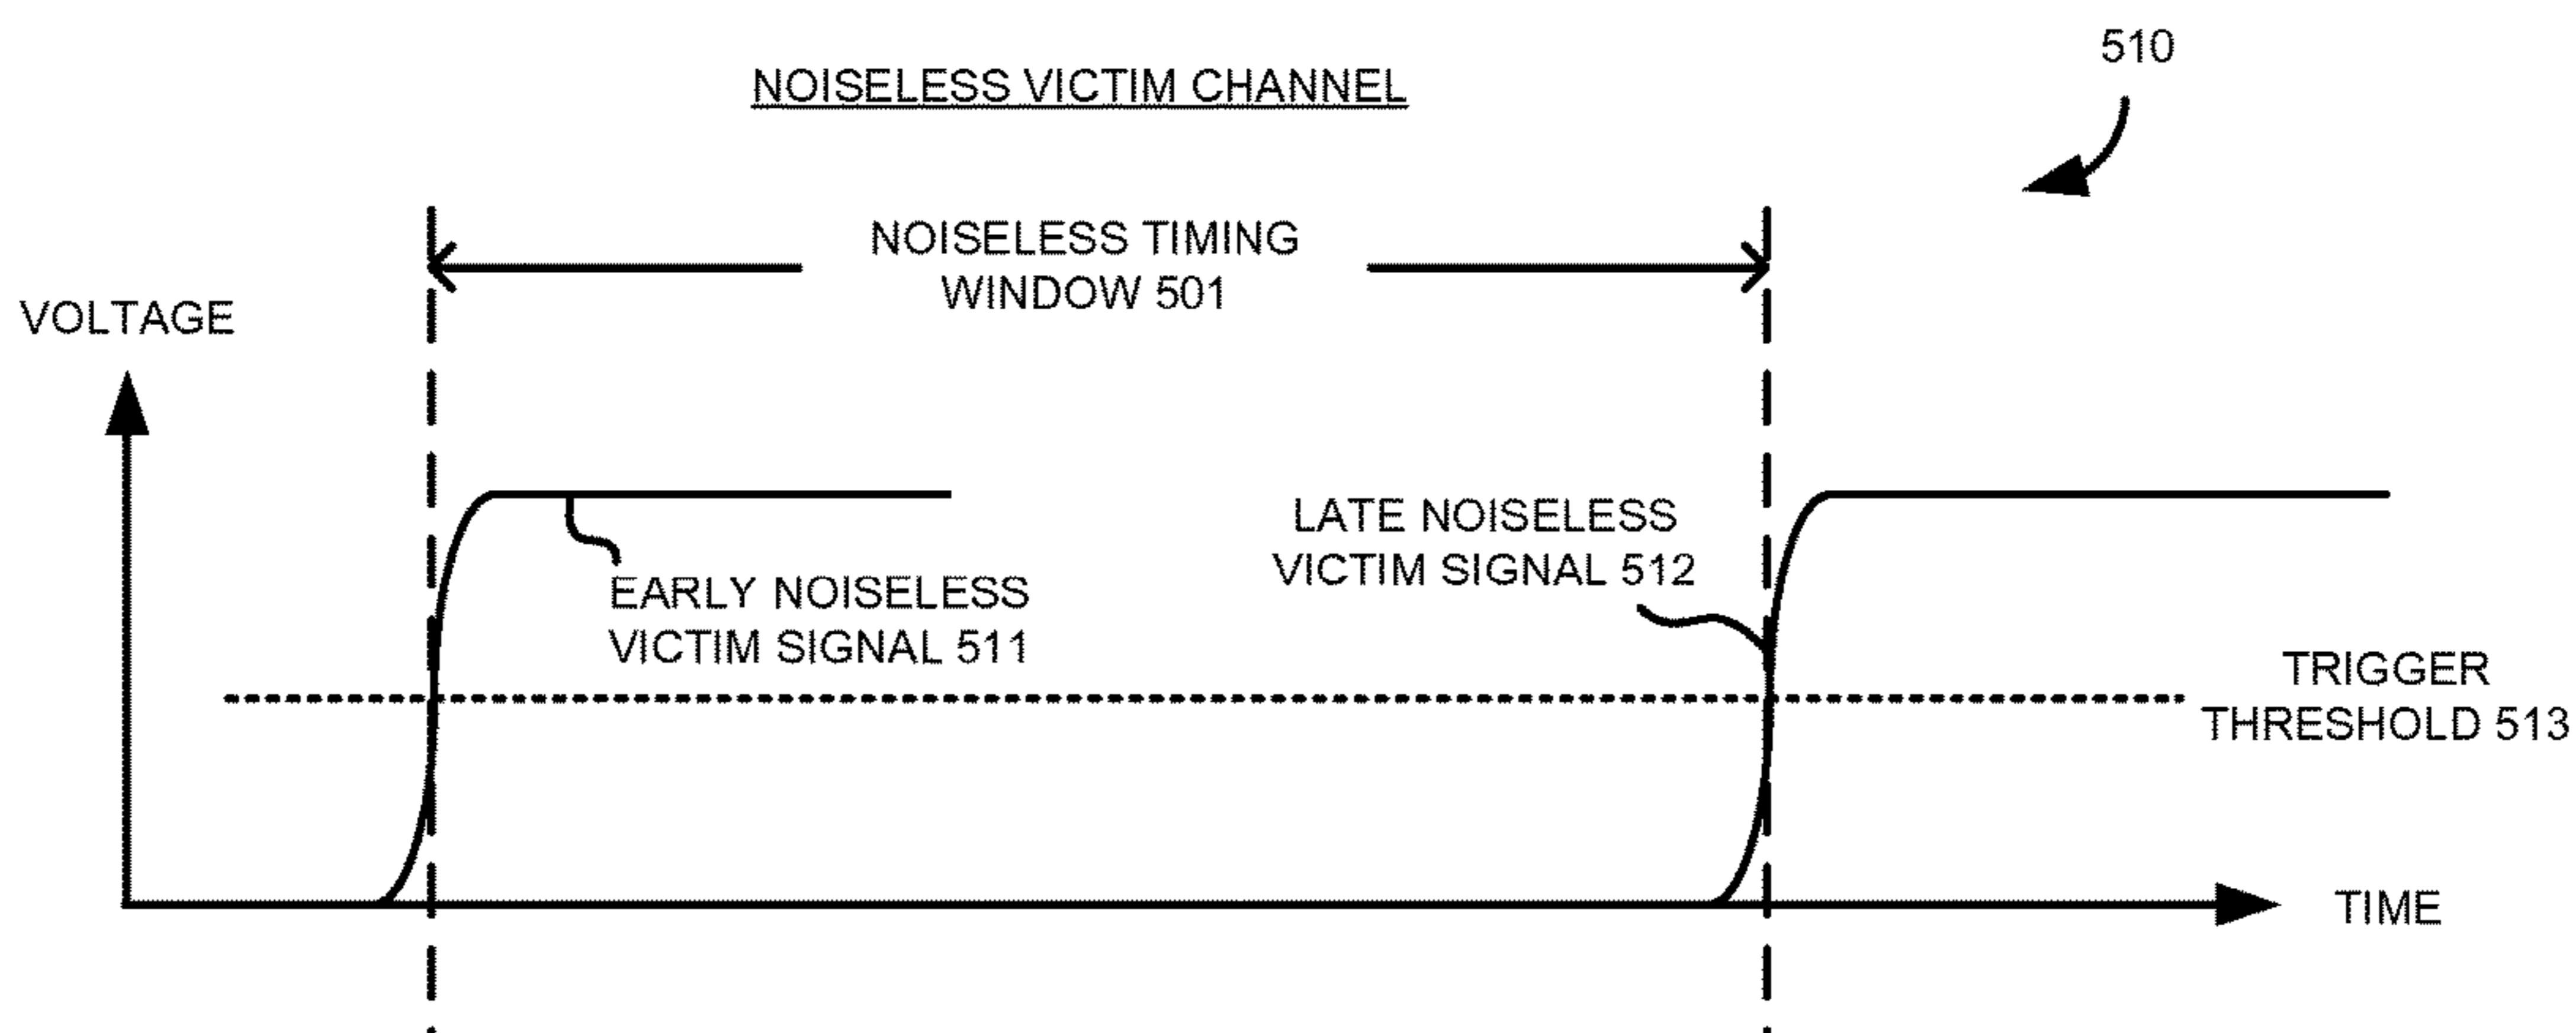 510
NOISELESS VICTIM CHANNEL
NOISELESS TIMING
WINDOW 501
VOLTAGE
EARLY NOISELESS
VICTIM SIGNAL 511
LATE NOISELESS
VICTIM SIGNAL 512
TRIGGER
THRESHOLD 513
TIME